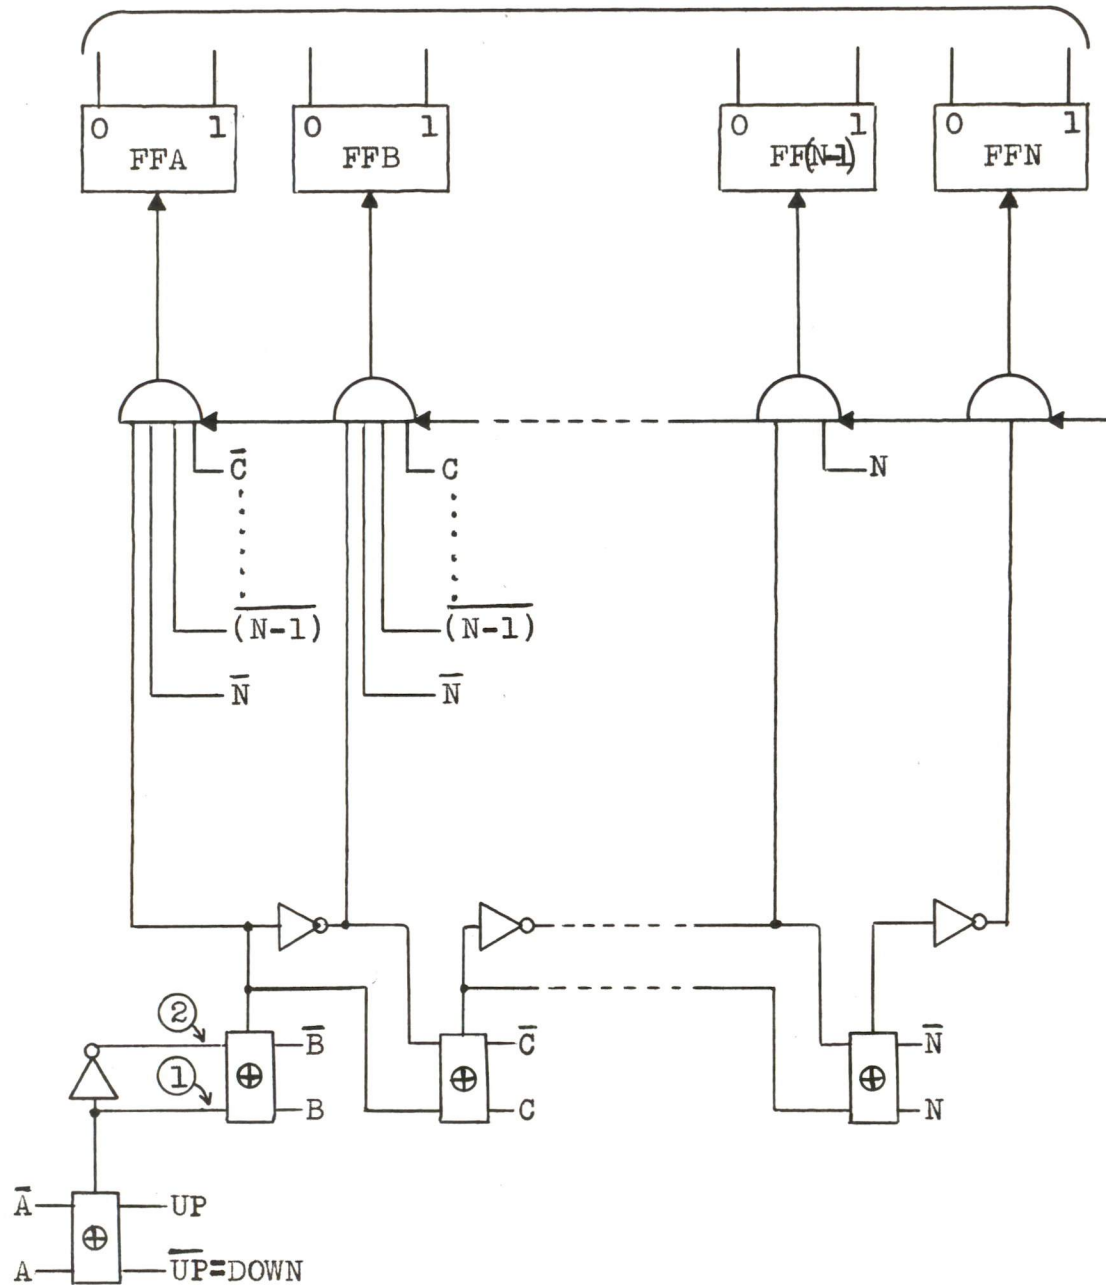 0 1 0 1 0 1 0 1
FFA FFB FF(N-1) FFN
C̅ C N
(N-1)̅ (N-1)̅
N̅ N̅
② B̅ C̅ N̅
⊕ ⊕ ⊕
① B C N
A̅ UP
⊕
A U̅P̅=DOWN